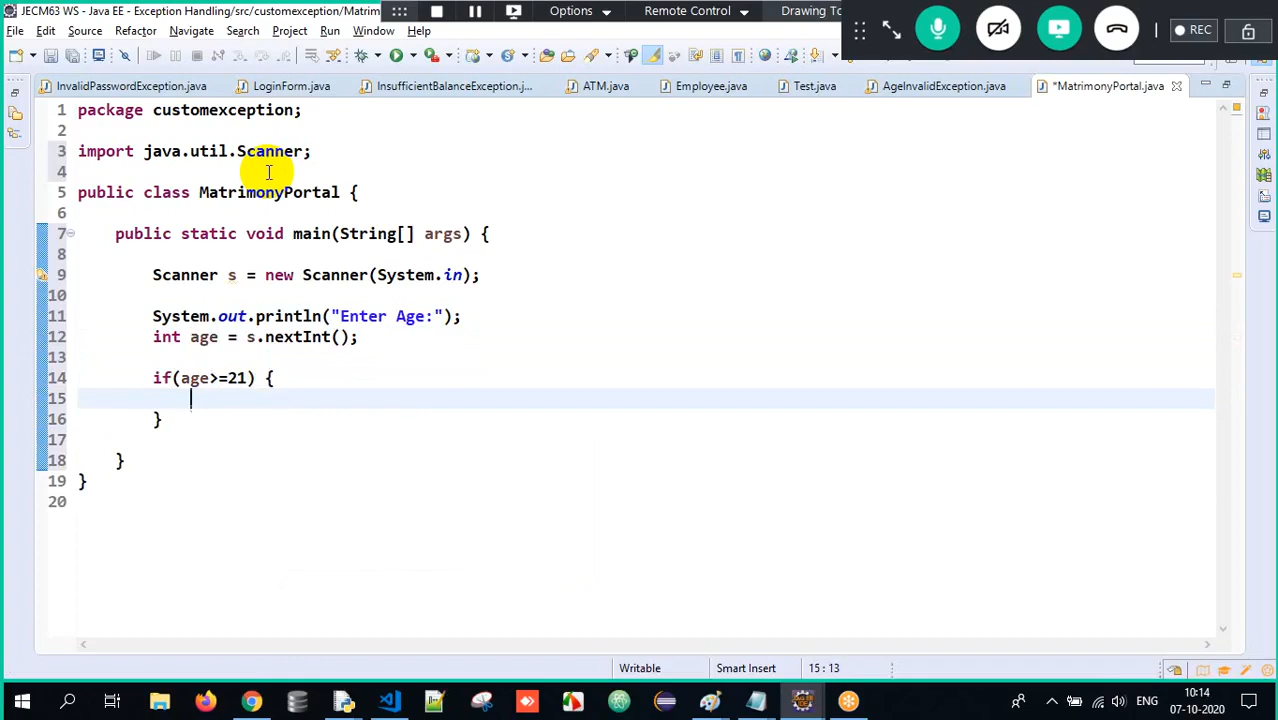 JECM63 WS - Java EE - Exception Handling/src/customexception/Matrim
Options
Remote Control
Drawing To
REC
File Edit Source Refactor Navigate Search Project Run Window Help
InvalidPasswordException.java LoginForm.java InsufficientBalanceException.j... ATM.java Employee.java Test.java AgeInvalidException.java *MatrimonyPortal.java
1 package customexception;
2
3 import java.util.Scanner;
4
5 public class MatrimonyPortal {
6
7 public static void main(String[] args) {
8
9 Scanner s = new Scanner(System.in);
10
11 System.out.println("Enter Age:");
12 int age = s.nextInt();
13
14 if(age>=21) {
15
16 }
17
18 }
19 }
20
Writable Smart Insert 15 : 13
ENG
10:14
07-10-2020